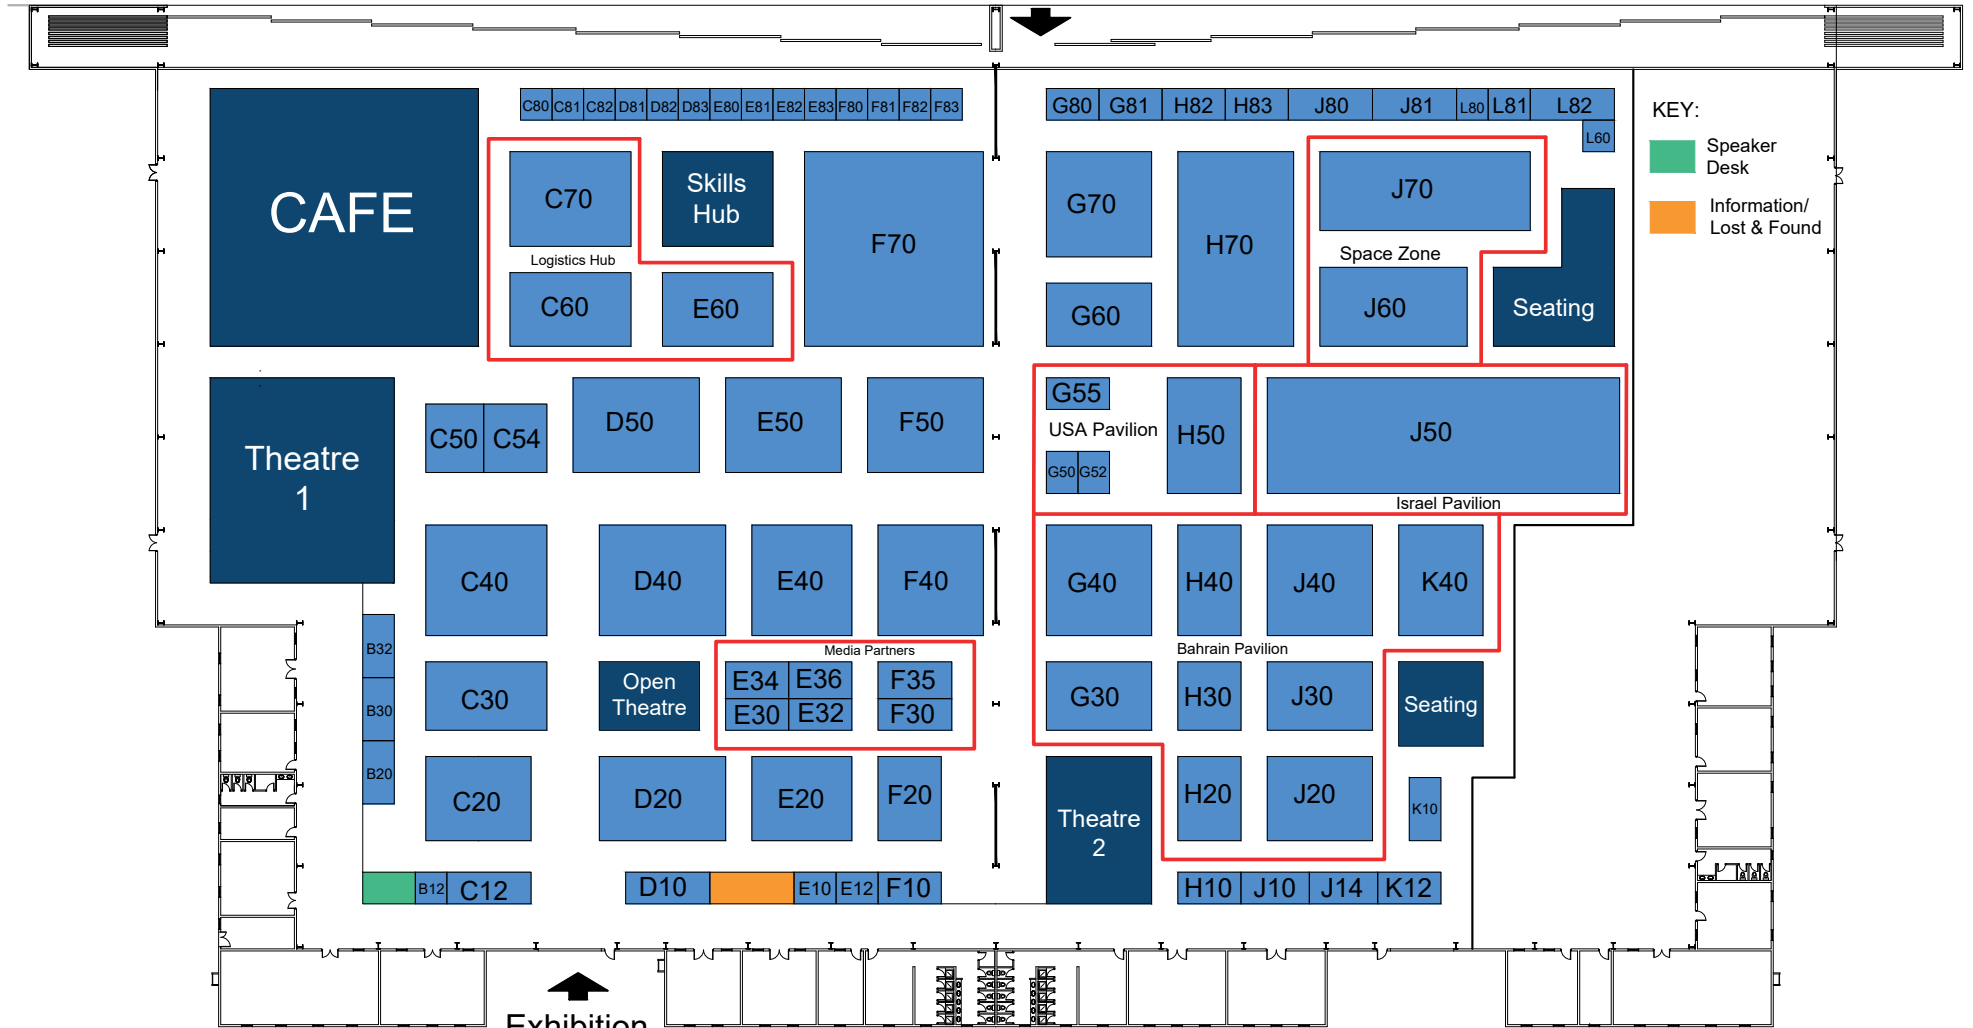 C80 C81 C82 D81 D82 D83 E80 E81 E82 E83 F80 F81 F82 F83
G80 G81 H82 H83 J80 J81 L80 L81 L82
L60
KEY:
Speaker
Desk
Information/
Lost & Found
CAFE
C70
Skills
Hub
F70
Logistics Hub
C60
E60
G70
H70
J70
Space Zone
G60
J60
Seating
Theatre
1
C50 C54
D50
E50
F50
G55
USA Pavilion
G50 G52
H50
J50
Israel Pavilion
C40
D40
E40
F40
G40
H40
J40
K40
Bahrain Pavilion
Media Partners
B32
B30
B20
C30
Open
Theatre
E34 E36
E30 E32
F35
F30
G30
H30
J30
Seating
C20
D20
E20
F20
Theatre
2
H20
J20
K10
B12 C12
D10
E10 E12 F10
H10 J10 J14 K12
Exhibition